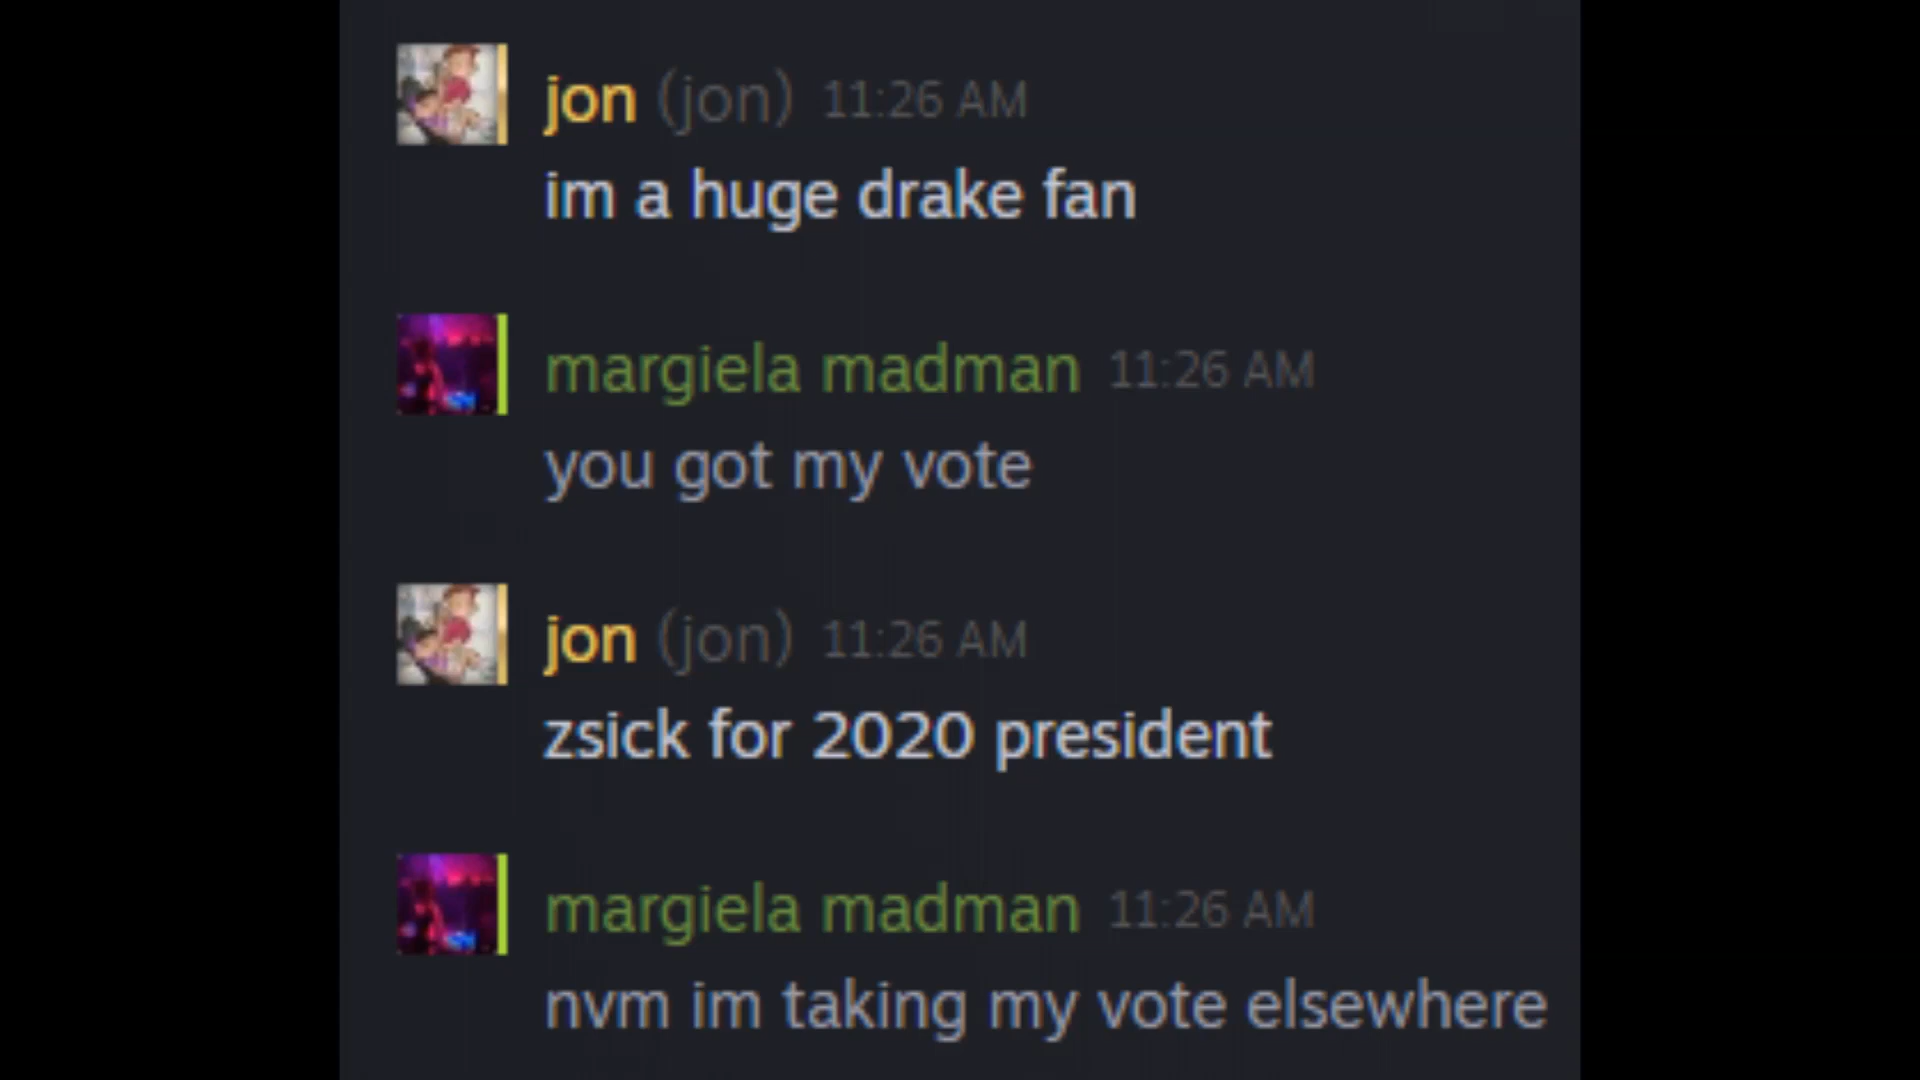 jon (jon) 11:26 AM
im a huge drake fan
margiela madman 11:26 AM
you got my vote
jon (jon) 11:26 AM
zsick for 2020 president
margiela madman 11:26 AM
nvm im taking my vote elsewhere